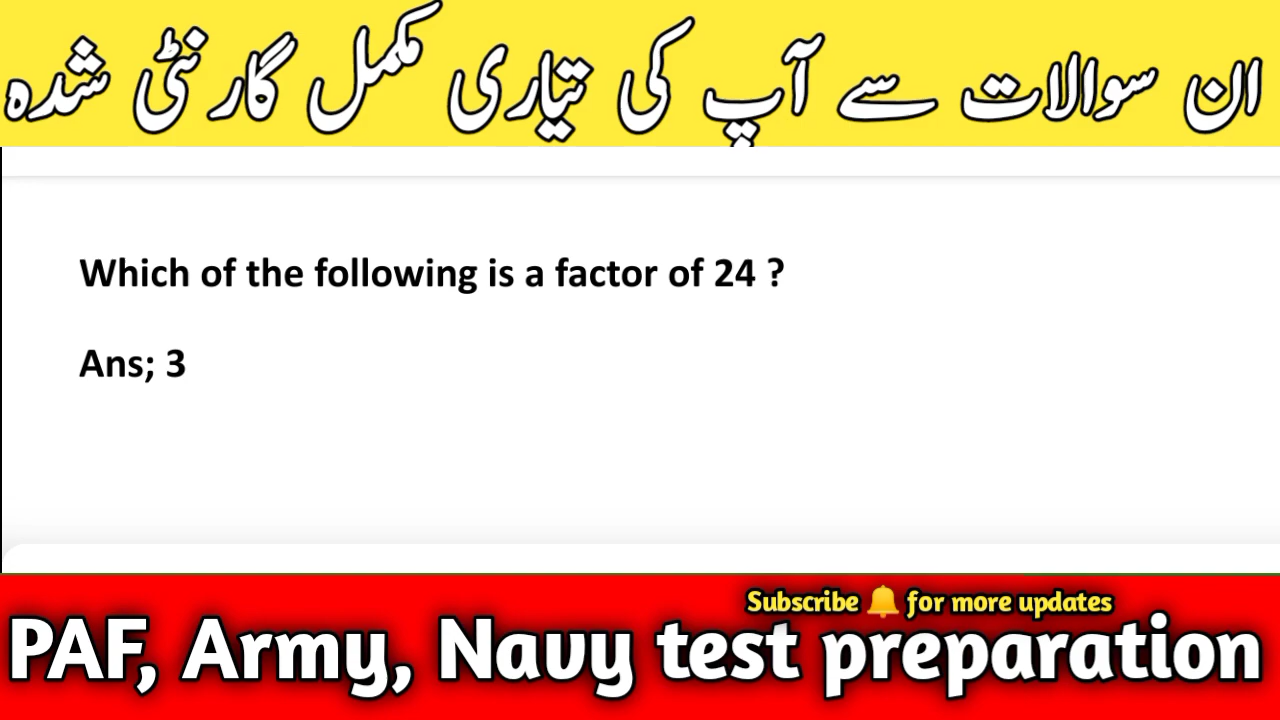 ان سوالات سے آپ کی تیاری مکمل گارنٹی شدہ
Which of the following is a factor of 24 ?
Ans; 3
Subscribe 🔔 for more updates
PAF, Army, Navy test preparation